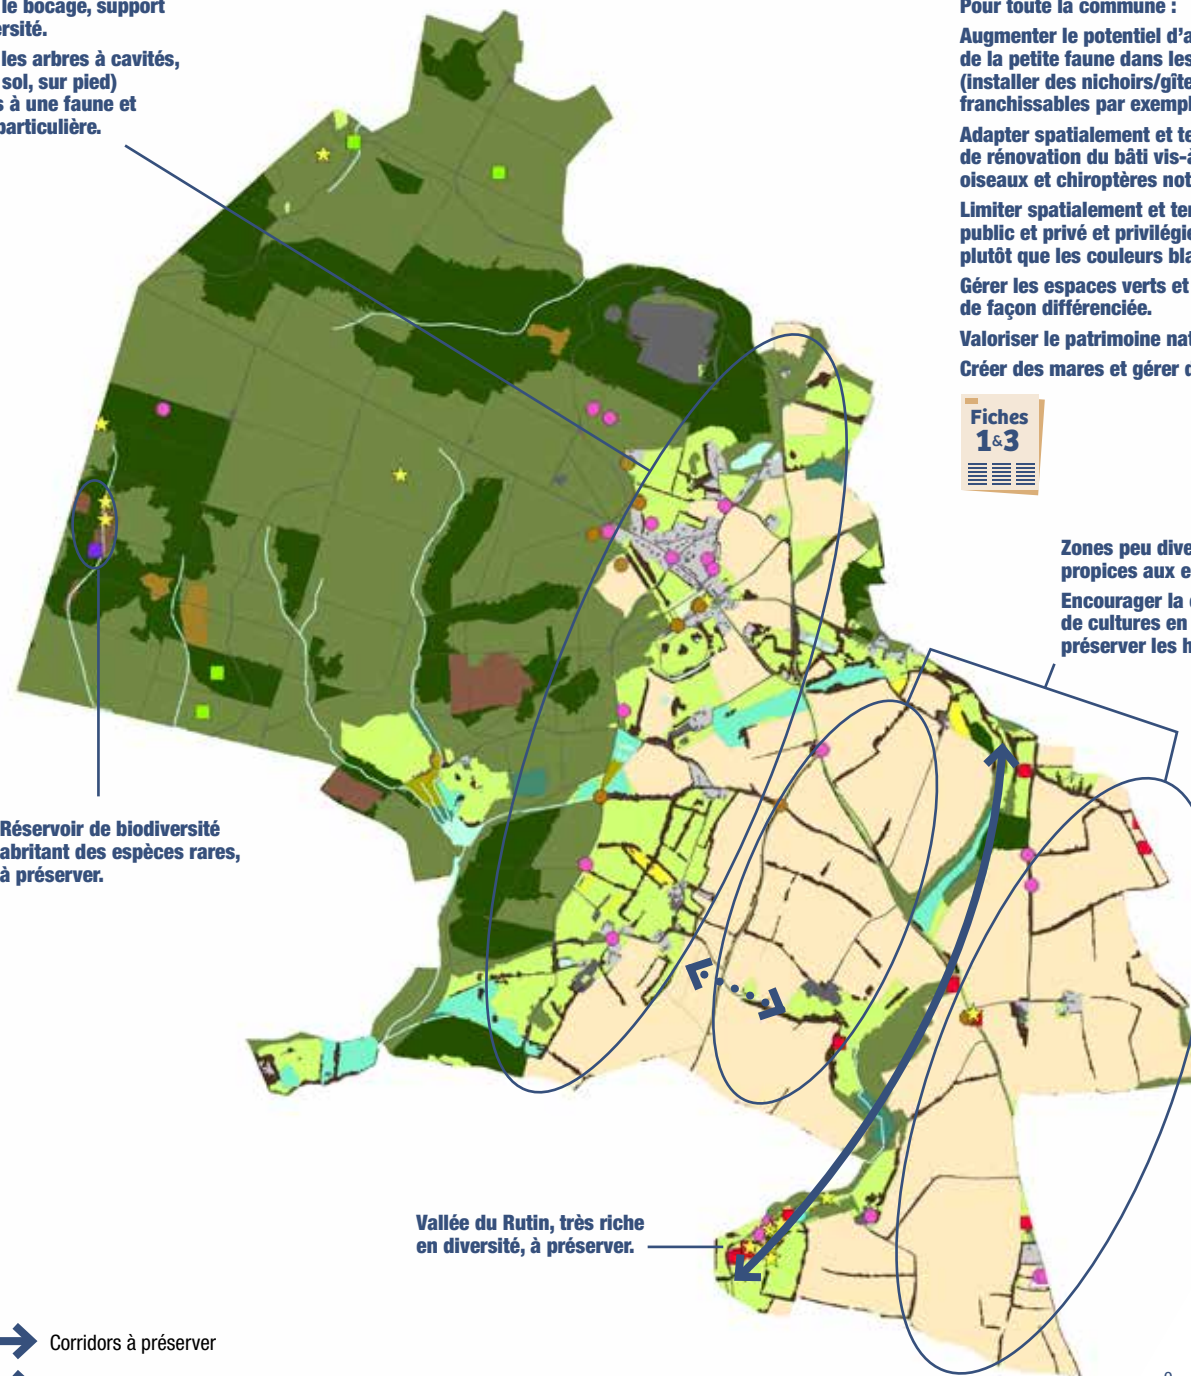 le bocage, support
ersité.
les arbres à cavités,
sol, sur pied)
s à une faune et
particulière.
Pour toute la commune :
Augmenter le potentiel d'a
de la petite faune dans les
(installer des nichoirs/gîte
franchissables par exempl
Adapter spatialement et te
de rénovation du bâti vis-à
oiseaux et chiroptères not
Limiter spatialement et ter
public et privé et privilégie
plutôt que les couleurs bla
Gérer les espaces verts et
de façon différenciée.
Valoriser le patrimoine nat
Créer des mares et gérer d
Fiches
1&3
Zones peu dive
propices aux e
Encourager la
de cultures en
préserver les h
Réservoir de biodiversité
abritant des espèces rares,
à préserver.
Vallée du Rutin, très riche
en diversité, à préserver.
Corridors à préserver